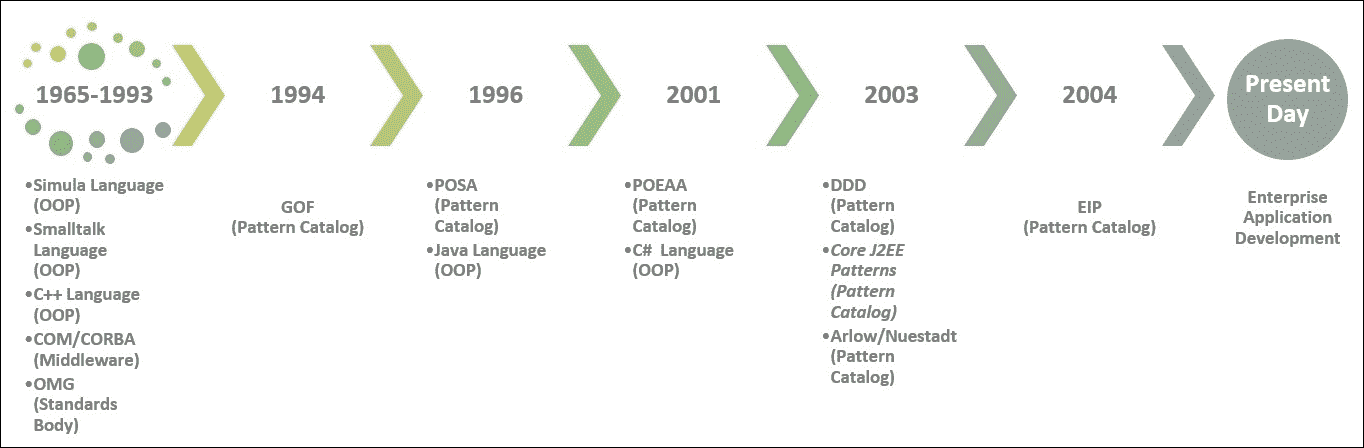 1965-1993
1994
1996
2001
2003
2004
Present
Day
•Simula Language
(OOP)
•Smalltalk
Language
(OOP)
•C++ Language
(OOP)
•COM/CORBA
(Middleware)
•OMG
(Standards
Body)
GOF
(Pattern Catalog)
•POSA
(Pattern
Catalog)
•Java Language
(OOP)
•POEAA
(Pattern
Catalog)
•C# Language
(OOP)
•DDD
(Pattern
Catalog)
•Core J2EE
Patterns
(Pattern
Catalog)
•Arlow/Nuestadt
(Pattern
Catalog)
EIP
(Pattern Catalog)
Enterprise
Application
Development